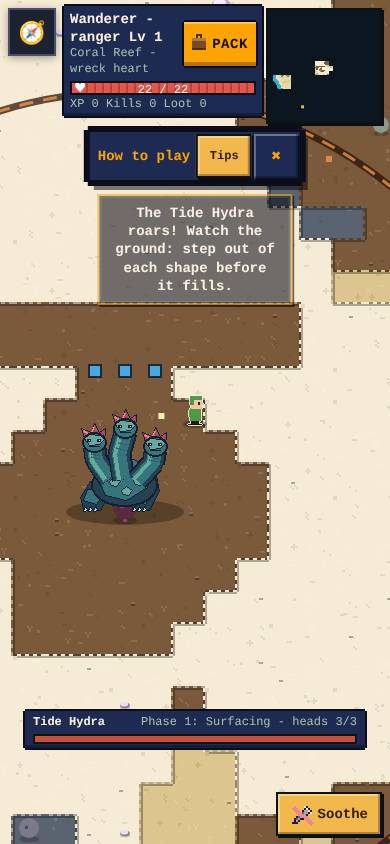 Wanderer -
ranger Lv 1
Coral Reef -
wreck heart
PACK
22 / 22
XP 0 Kills 0 Loot 0
How to play
Tips
The Tide Hydra
roars! Watch the
ground: step out of
each shape before
it fills.
Tide Hydra
Phase 1: Surfacing - heads 3/3
Soothe